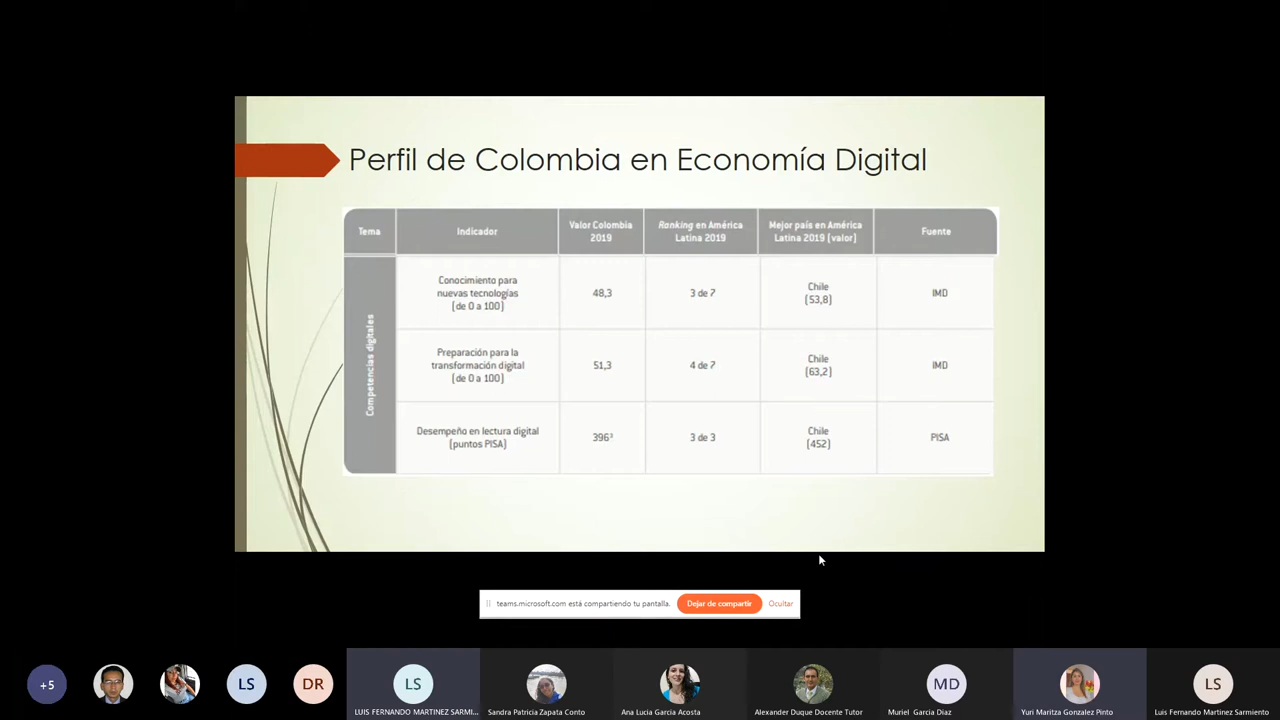 Perfil de Colombia en Economía Digital
Tema
Indicador
Valor Colombia
2019
Ranking en América
Latina 2019
Mejor país en América
Latina 2019 (valor)
Fuente
Competencias digitales
Conocimiento para
nuevas tecnologías
(de 0 a 100)
48,3
3 de 7
Chile
(53,8)
IMD
Preparación para la
transformación digital
(de 0 a 100)
51,3
4 de 7
Chile
(63,2)
IMD
Desempeño en lectura digital
(puntos PISA)
396³
3 de 3
Chile
(452)
PISA
teams.microsoft.com está compartiendo tu pantalla.
Dejar de compartir
Ocultar
+5
LS
DR
LS
LUIS FERNANDO MARTINEZ SARMI...
Sandra Patricia Zapata Conto
Ana Lucia Garcia Acosta
Alexander Duque Docente Tutor
MD
Muriel Garcia Diaz
Yuri Maritza Gonzalez Pinto
LS
Luis Fernando Martinez Sarmiento